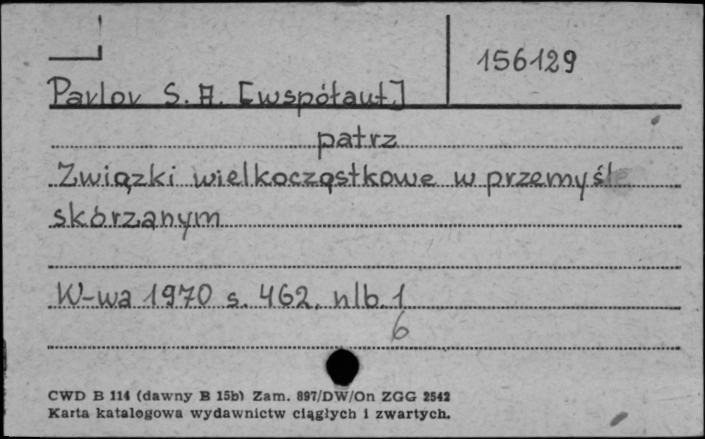 156129
Pavlov S. A. [współaut.]
patrz
Związki wielkocząstkowe w przemyśle
skórzanym
W-wa 1970 s. 462, nlb. 1
6
CWD B 114 (dawny B 15b) Zam. 897/DW/On ZGG 2542
Karta katalogowa wydawnictw ciągłych i zwartych.